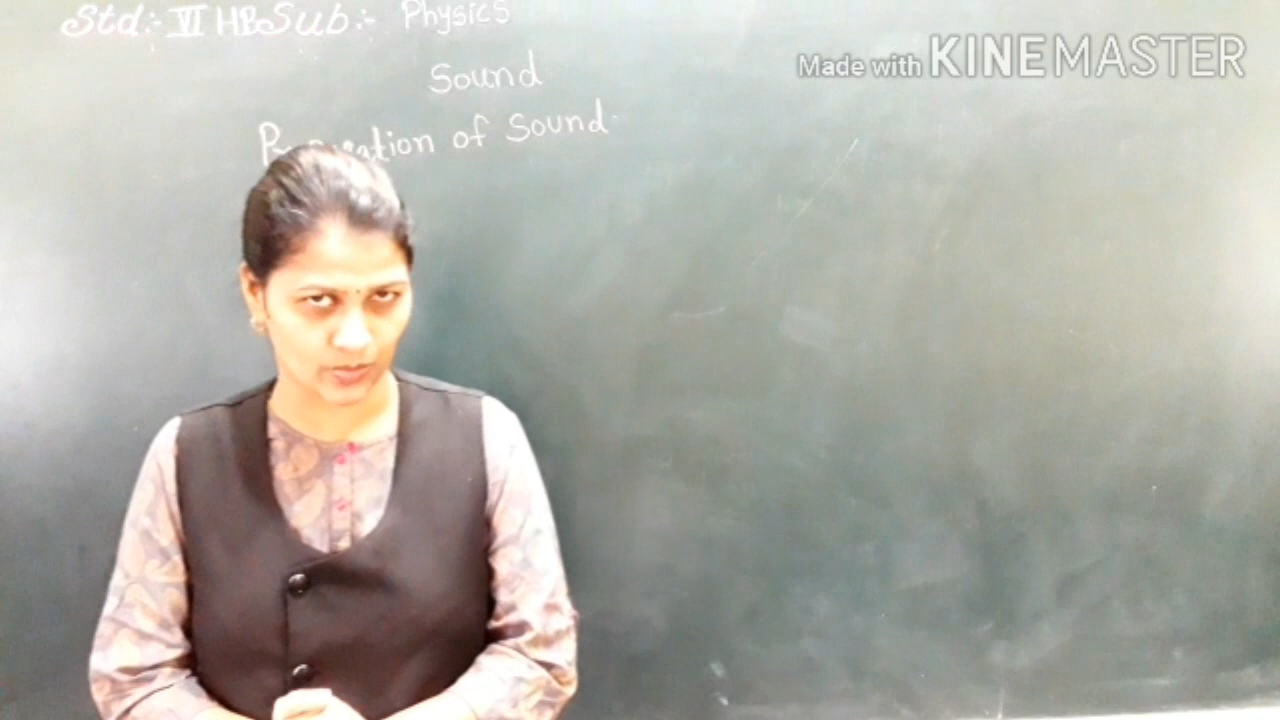 Std:- VI HB Sub:- Physics
Made with KINEMASTER
Sound
of Sound.